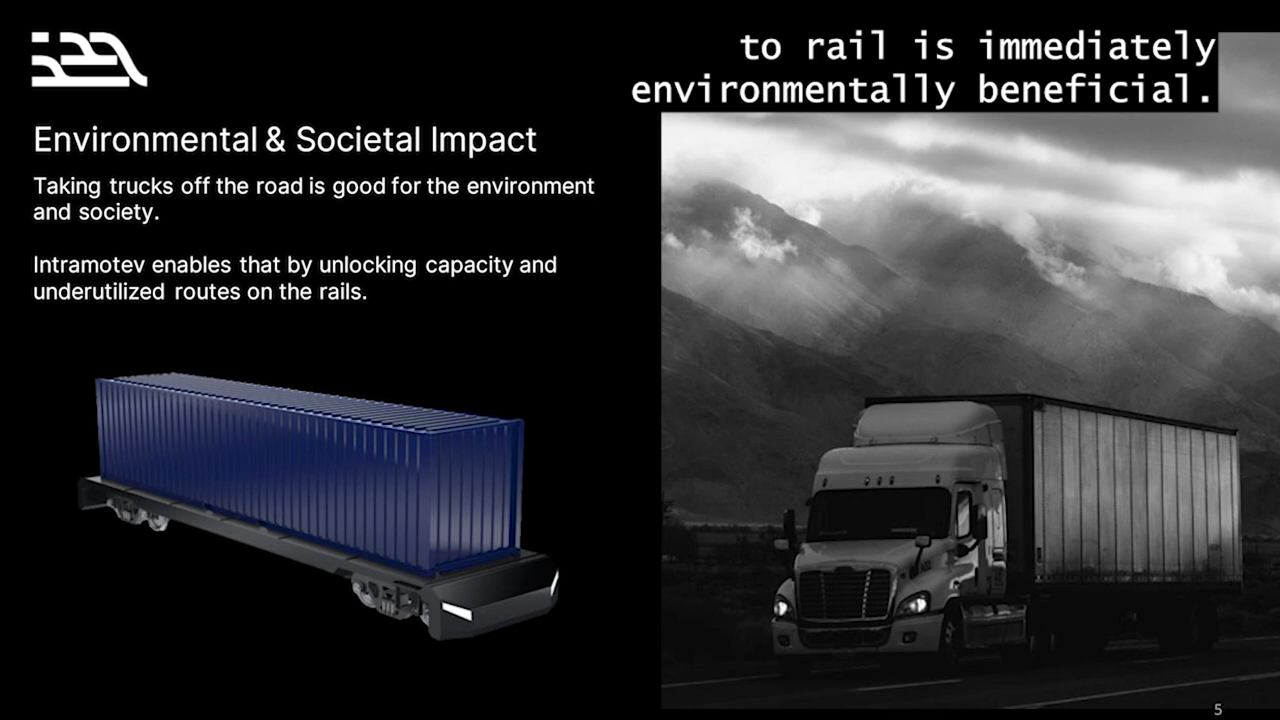 to rail is immediately
environmentally beneficial.
Environmental & Societal Impact
Taking trucks off the road is good for the environment
and society.
Intramotev enables that by unlocking capacity and
underutilized routes on the rails.
5